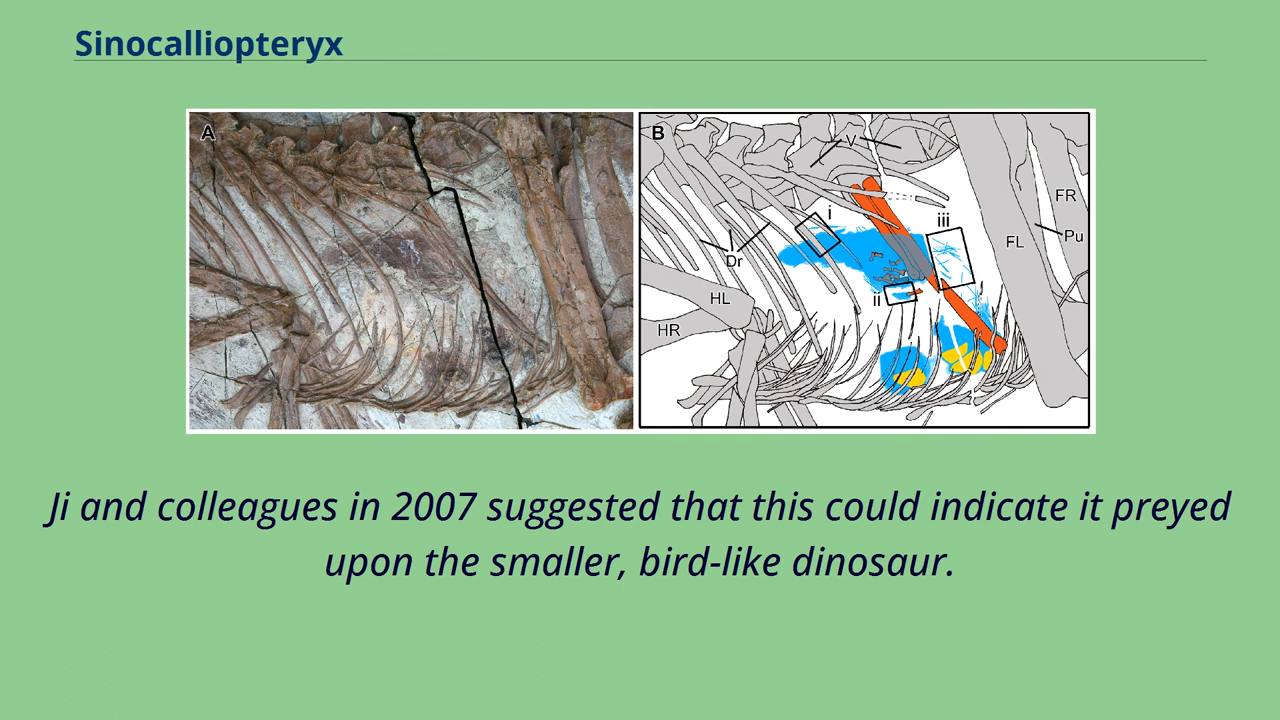 Sinocalliopteryx
A
B
V
i
iii
FR
Dr
Pu
FL
ii
HL
HR
Ji and colleagues in 2007 suggested that this could indicate it preyed
upon the smaller, bird-like dinosaur.